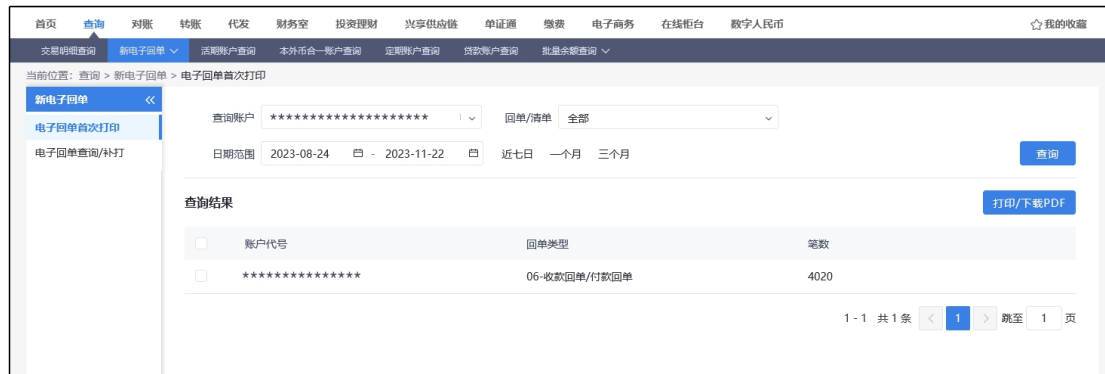 首页 查询 对账 转账 代发 财务室 投资理财 兴享供应链 单证通 缴费 电子商务 在线柜台 数字人民币 我的收藏
交易明细查询 新电子回单 活期账户查询 本外币合一账户查询 定期账户查询 贷款账户查询 批量余额查询
当前位置：查询 > 新电子回单 > 电子回单首次打印
新电子回单 «
电子回单首次打印
电子回单查询/补打
查询账户 ******************** 回单/清单 全部
日期范围 2023-08-24 - 2023-11-22 近七日 一个月 三个月 查询
查询结果 打印/下载PDF
账户代号 回单类型 笔数
*************** 06-收款回单/付款回单 4020
1 - 1 共 1 条 < 1 > 跳至 1 页